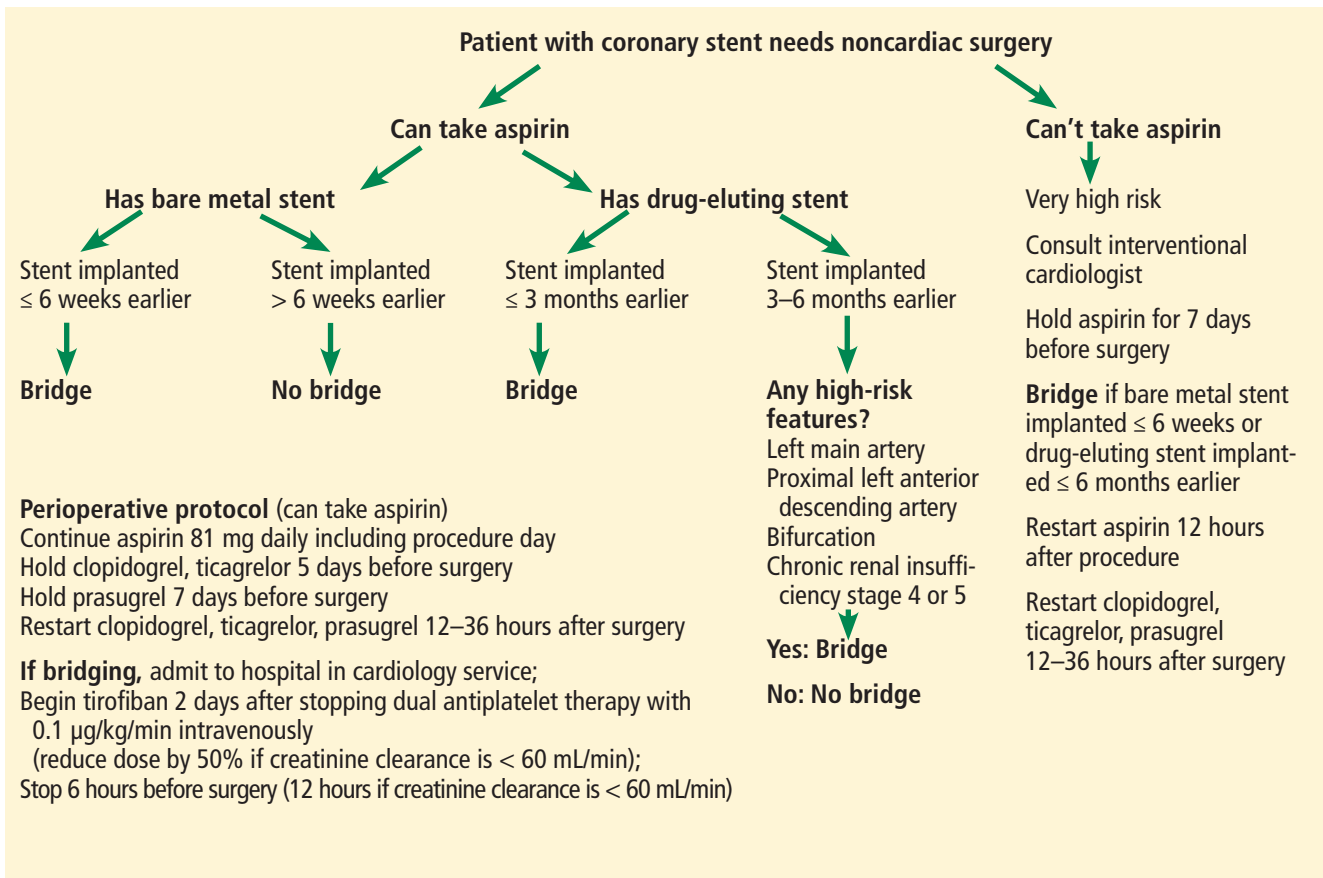 Patient with coronary stent needs noncardiac surgery
Can take aspirin
Can't take aspirin
Has bare metal stent
Has drug-eluting stent
Stent implanted
≤ 6 weeks earlier
Bridge
Stent implanted
> 6 weeks earlier
No bridge
Stent implanted
≤ 3 months earlier
Bridge
Stent implanted
3–6 months earlier
Any high-risk
features?
Left main artery
Proximal left anterior
descending artery
Bifurcation
Chronic renal insuffi-
ciency stage 4 or 5
Yes: Bridge
No: No bridge
Very high risk
Consult interventional
cardiologist
Hold aspirin for 7 days
before surgery
Bridge if bare metal stent
implanted ≤ 6 weeks or
drug-eluting stent implant-
ed ≤ 6 months earlier
Restart aspirin 12 hours
after procedure
Restart clopidogrel,
ticagrelor, prasugrel
12–36 hours after surgery
Perioperative protocol (can take aspirin)
Continue aspirin 81 mg daily including procedure day
Hold clopidogrel, ticagrelor 5 days before surgery
Hold prasugrel 7 days before surgery
Restart clopidogrel, ticagrelor, prasugrel 12–36 hours after surgery
If bridging, admit to hospital in cardiology service;
Begin tirofiban 2 days after stopping dual antiplatelet therapy with
0.1 µg/kg/min intravenously
(reduce dose by 50% if creatinine clearance is < 60 mL/min);
Stop 6 hours before surgery (12 hours if creatinine clearance is < 60 mL/min)